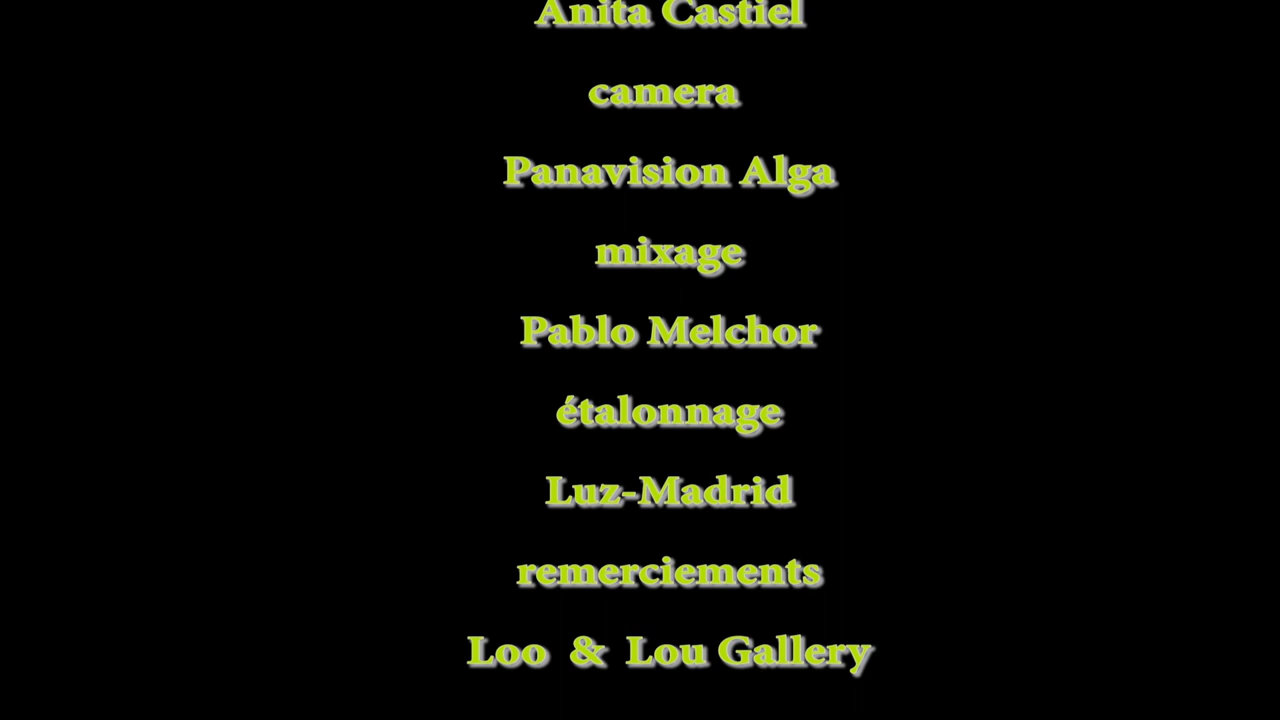 Anita Castiel
camera
Panavision Alga
mixage
Pablo Melchor
étalonnage
Luz-Madrid
remerciements
Loo & Lou Gallery